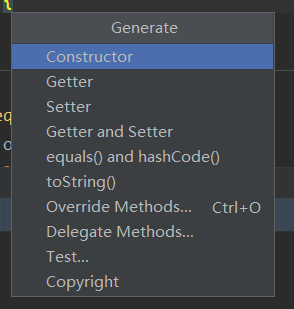 {
Generate
Constructor
Getter
Setter
Getter and Setter
equals() and hashCode()
toString()
Override Methods... Ctrl+O
Delegate Methods...
Test...
Copyright